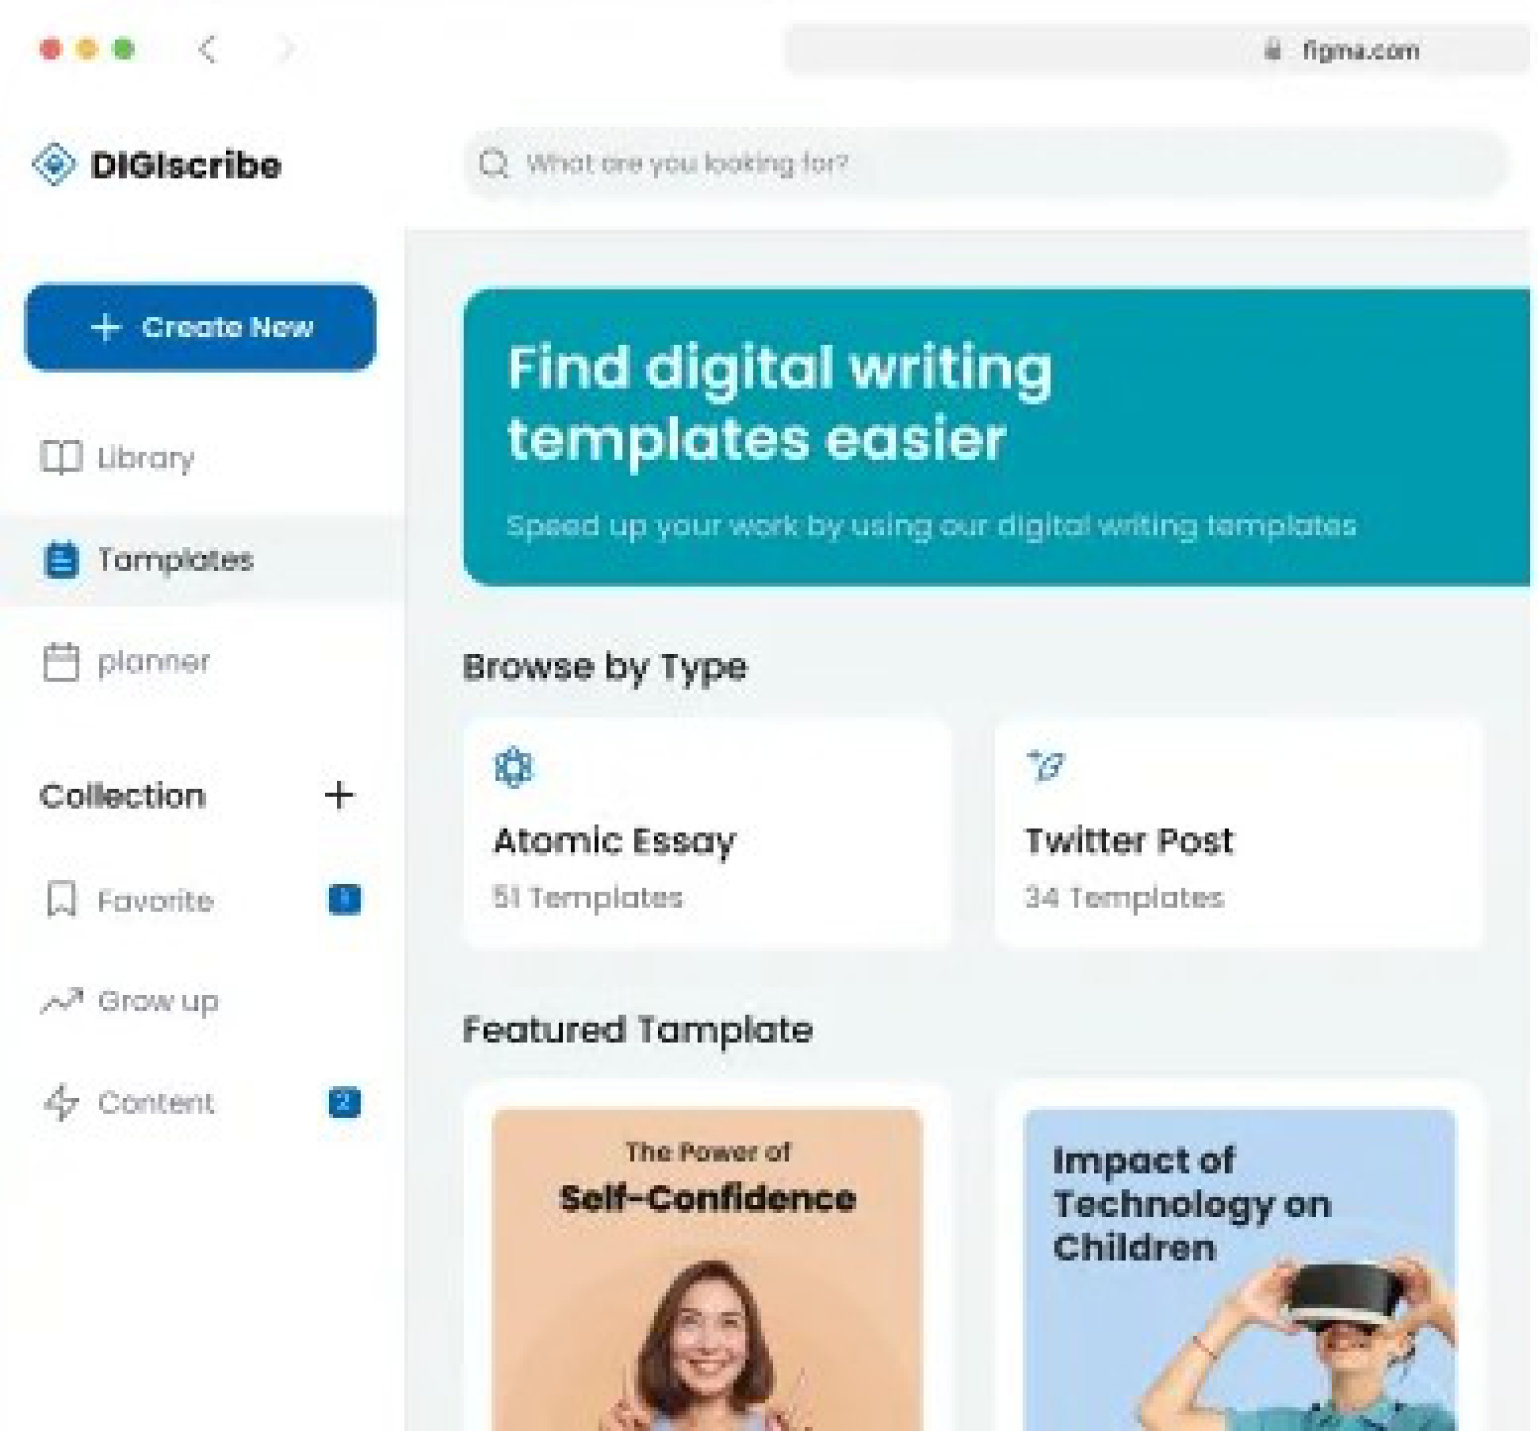 figma.com
DIGIscribe
What are you looking for?
Create New
Library
Tamplates
planner
Collection
Favorite
1
Grow up
Content
2
Find digital writing
templates easier
Speed up your work by using our digital writing templates
Browse by Type
Atomic Essay
51 Templates
Twitter Post
34 Templates
Featured Tamplate
The Power of
Self-Confidence
Impact of
Technology on
Children